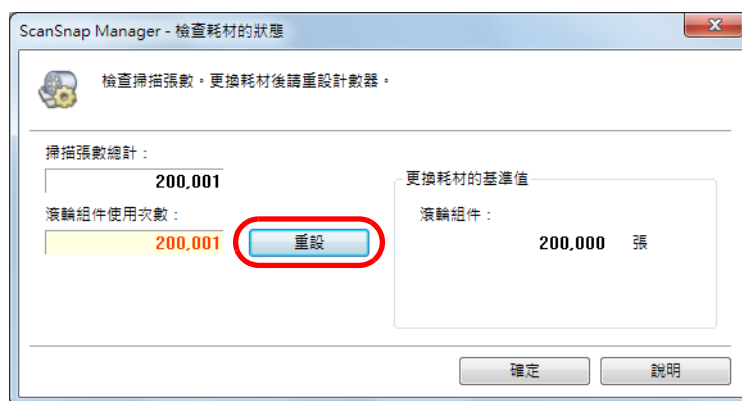 ScanSnap Manager - 檢查耗材的狀態
檢查掃描張數。更換耗材後請重設計數器。
掃描張數總計：
200,001
滾輪組件使用次數：
200,001
重設
更換耗材的基準值
滾輪組件：
200,000 張
確定
說明